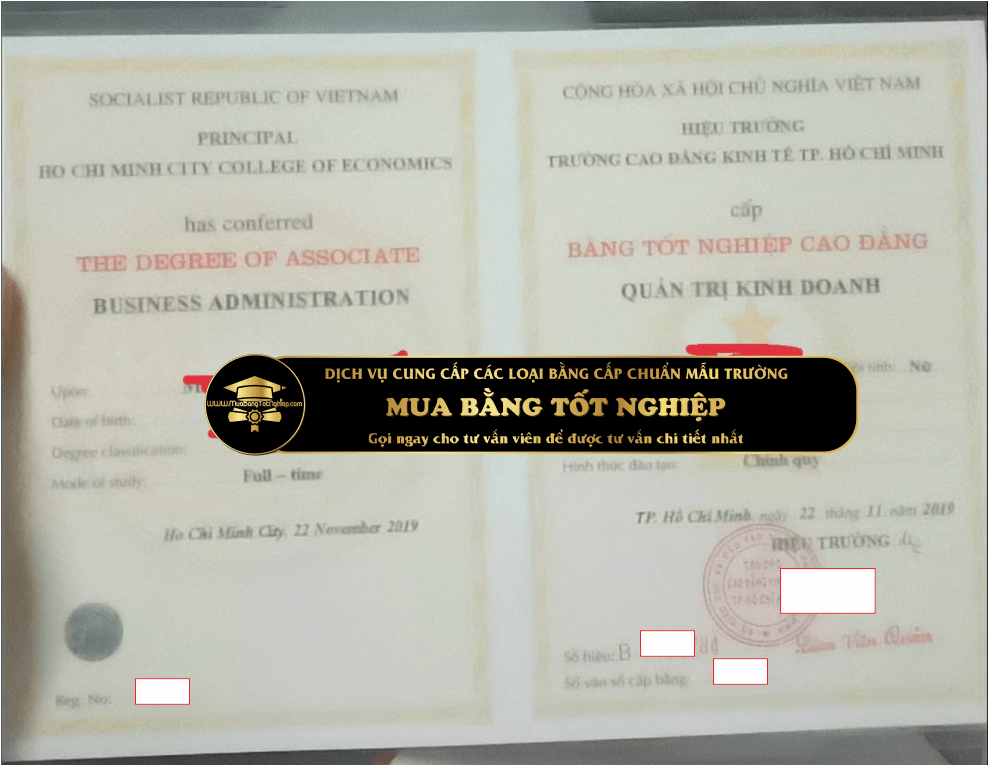 SOCIALIST REPUBLIC OF VIETNAM
PRINCIPAL
HO CHI MINH CITY COLLEGE OF ECONOMICS
has conferred
THE DEGREE OF ASSOCIATE
BUSINESS ADMINISTRATION
Upon:
Date of birth:
Degree classification:
Mode of study: Full – time
Ho Chi Minh City, 22 November 2019
Reg. No:
CỘNG HÒA XÃ HỘI CHỦ NGHĨA VIỆT NAM
HIỆU TRƯỞNG
TRƯỜNG CAO ĐẲNG KINH TẾ TP. HỒ CHÍ MINH
cấp
BẰNG TỐT NGHIỆP CAO ĐẲNG
QUẢN TRỊ KINH DOANH
tính: Nữ
Hình thức đào tạo: Chính quy
TP. Hồ Chí Minh, ngày 22 tháng 11 năm 2019
HIỆU TRƯỞNG
Số hiệu: B 84
Số vào sổ cấp bằng:
DỊCH VỤ CUNG CẤP CÁC LOẠI BẰNG CẤP CHUẨN MẪU TRƯỜNG
MUA BẰNG TỐT NGHIỆP
Gọi ngay cho tư vấn viên để được tư vấn chi tiết nhất
www.MuaBangTotNghiep.com